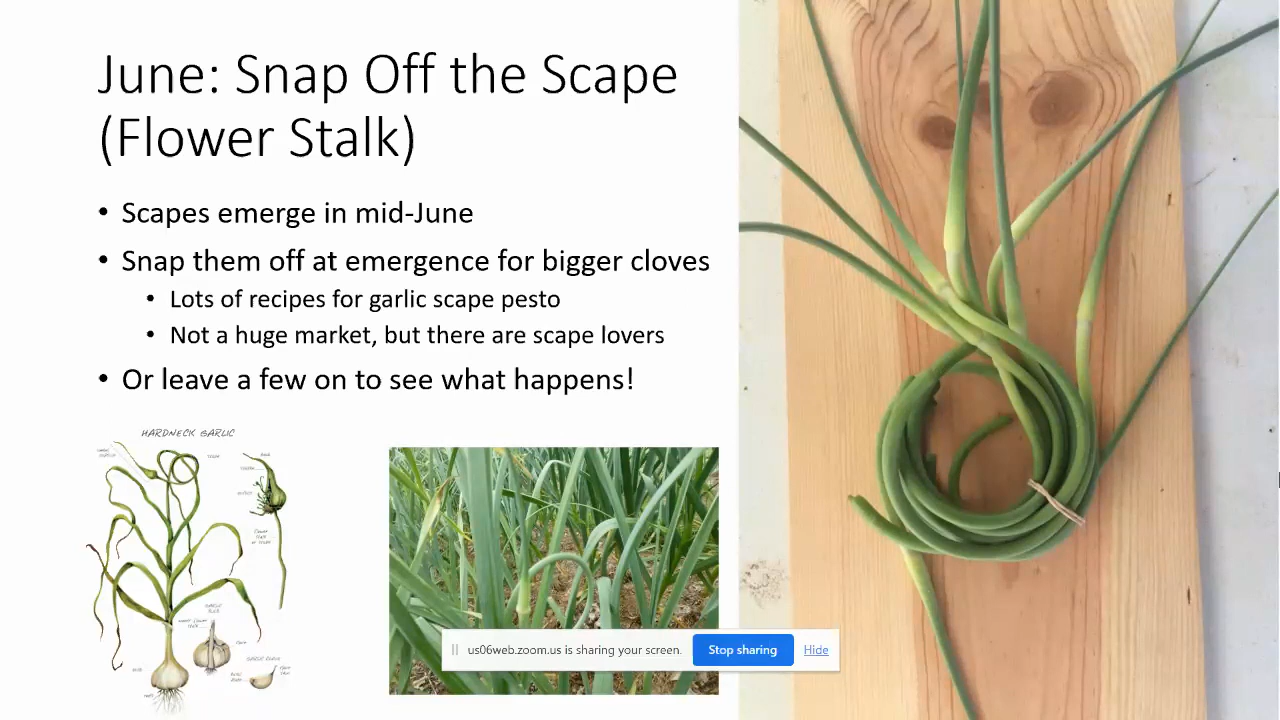 June: Snap Off the Scape
(Flower Stalk)
• Scapes emerge in mid-June
• Snap them off at emergence for bigger cloves
• Lots of recipes for garlic scape pesto
• Not a huge market, but there are scape lovers
• Or leave a few on to see what happens!
HARDNECK GARLIC
us06web.zoom.us is sharing your screen.
Stop sharing
Hide